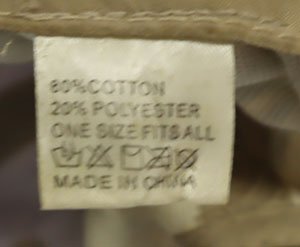 80%COTTON
20% POLYESTER
ONE SIZE FITS ALL
MADE IN CHINA